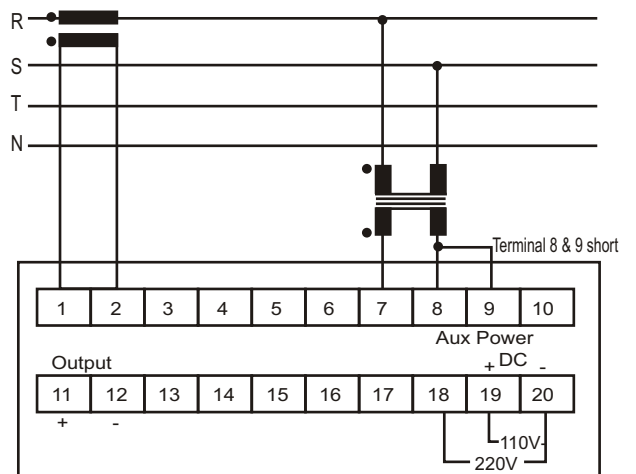 R
S
T
N
Terminal 8 & 9 short
1 2 3 4 5 6 7 8 9 10
Aux Power
Output
+ DC -
11 12 13 14 15 16 17 18 19 20
+ -
110V
220V